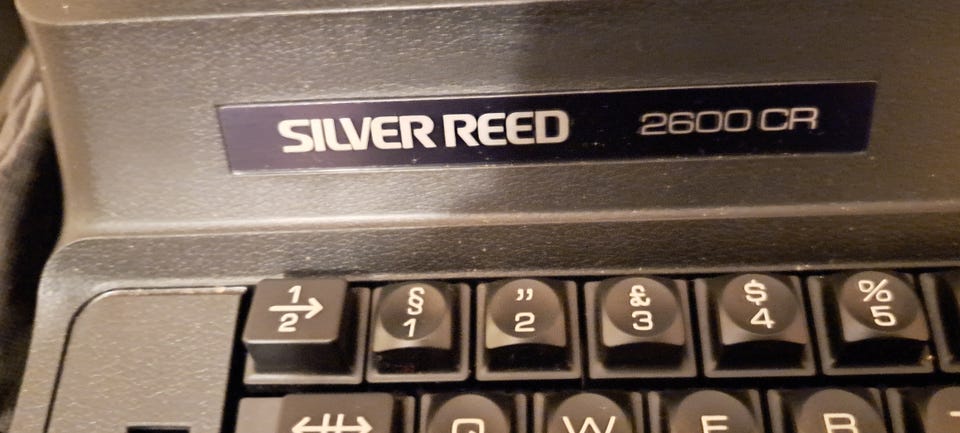 SILVER REED 2600 CR
1/2 § ” £ $ %
1 2 3 4 5
Q W E R